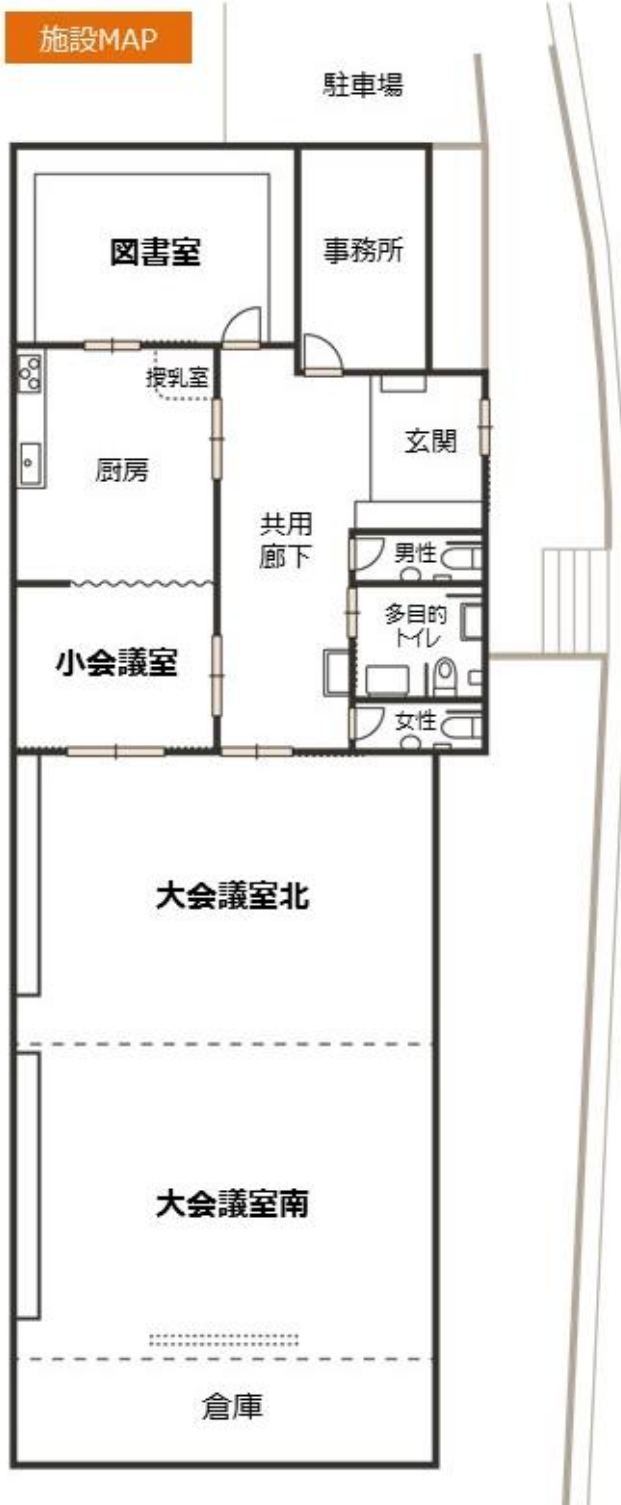 施設MAP
駐車場
図書室
事務所
授乳室
厨房
玄関
共用
廊下
男性
多目的
トイレ
小会議室
女性
大会議室北
大会議室南
倉庫